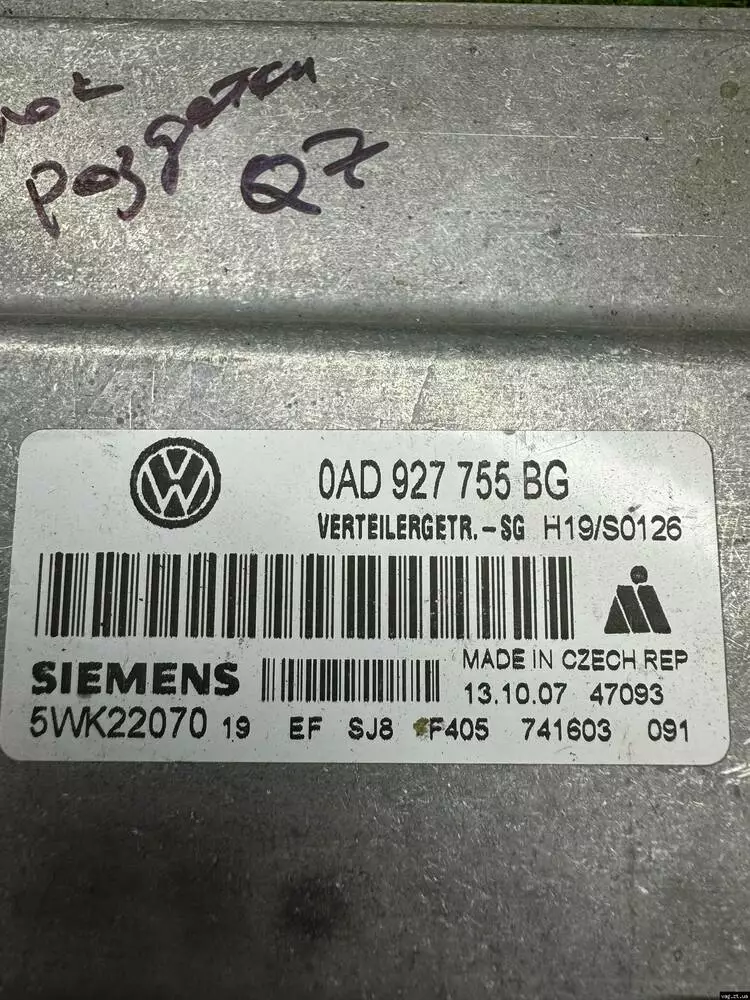 раздатки
Q7
0AD 927 755 BG
VERTEILERGETR.-SG H19/S0126
MADE IN CZECH REP
SIEMENS
13.10.07 47093
5WK22070 19 EF SJ8 F405 741603 091
vag.zt.ua